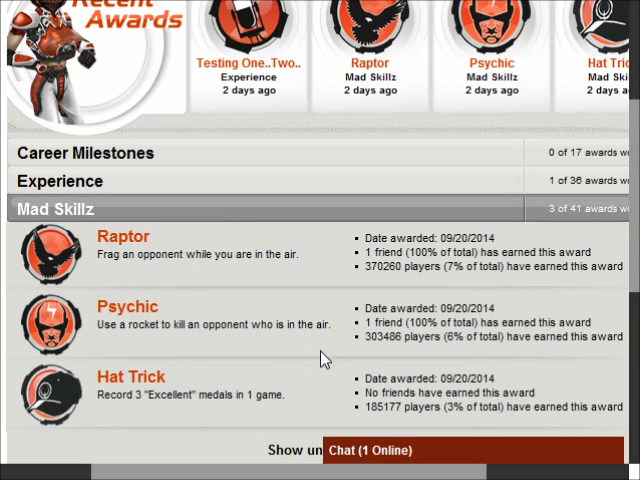 Recent
Awards
Testing One..Two..
Experience
2 days ago
Raptor
Mad Skillz
2 days ago
Psychic
Mad Skillz
2 days ago
Hat Tric
Mad Skil
2 days ag
Career Milestones
0 of 17 awards wo
Experience
1 of 36 awards wo
Mad Skillz
3 of 41 awards wo
Raptor
Frag an opponent while you are in the air.
Date awarded: 09/20/2014
1 friend (100% of total) has earned this award
370260 players (7% of total) have earned this award
Psychic
Use a rocket to kill an opponent who is in the air.
Date awarded: 09/20/2014
1 friend (100% of total) has earned this award
303486 players (6% of total) have earned this award
Hat Trick
Record 3 "Excellent" medals in 1 game.
Date awarded: 09/20/2014
No friends have earned this award
185177 players (3% of total) have earned this award
Show un
Chat (1 Online)